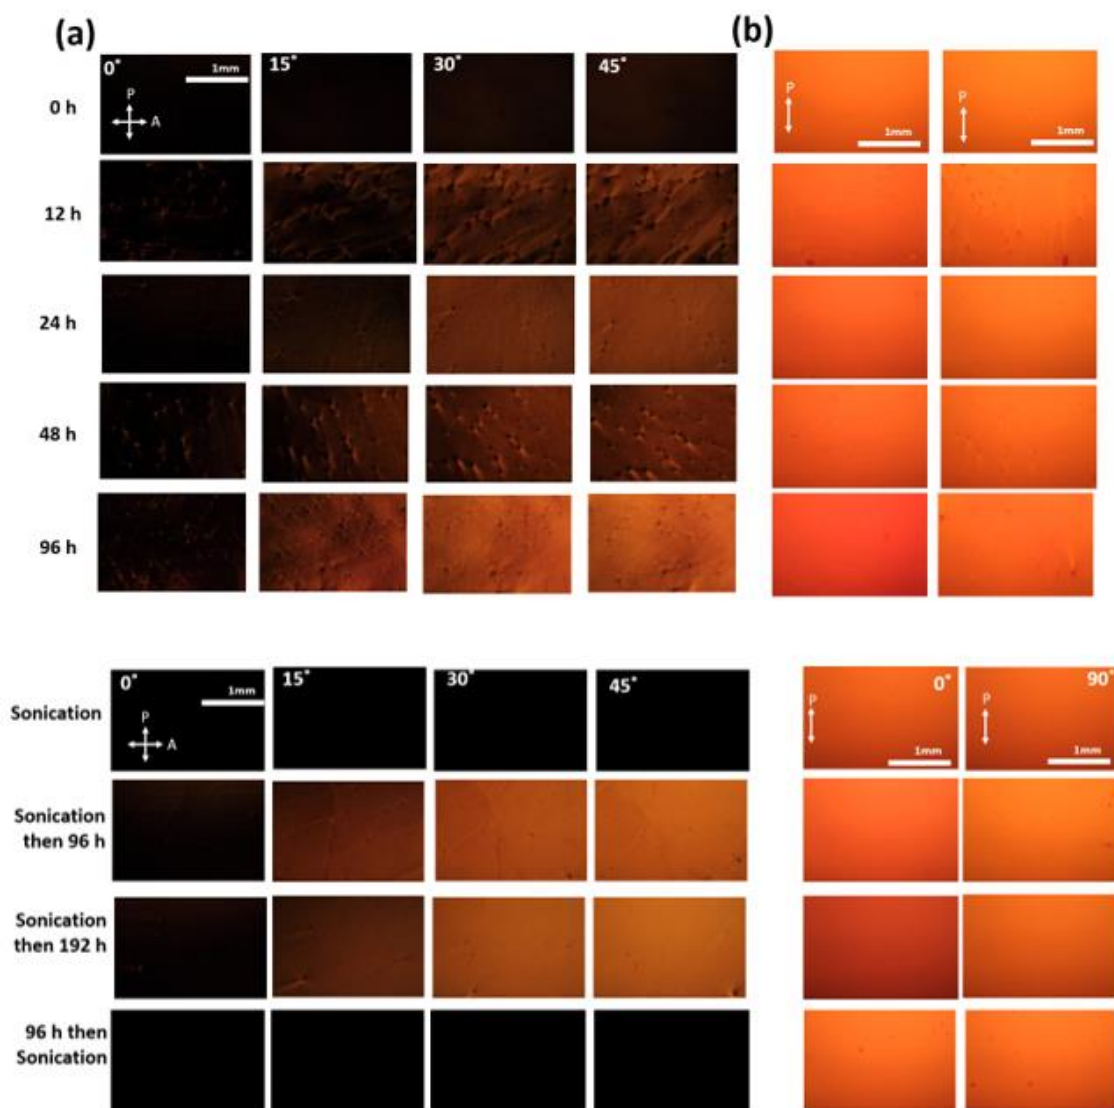 (a) (b)
0° 1mm 15° 30° 45°
0 h P A P 1mm P 1mm
12 h
24 h
48 h
96 h
0° 1mm 15° 30° 45° 0° 90°
Sonication P A P 1mm P 1mm
Sonication
then 96 h
Sonication
then 192 h
96 h then
Sonication